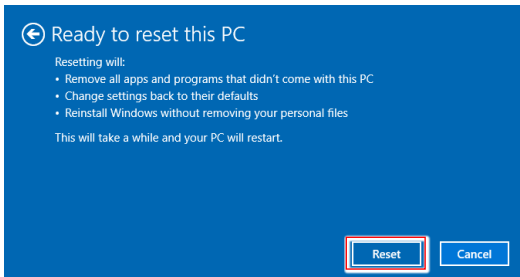 Ready to reset this PC
Resetting will:
• Remove all apps and programs that didn't come with this PC
• Change settings back to their defaults
• Reinstall Windows without removing your personal files
This will take a while and your PC will restart.
Reset
Cancel